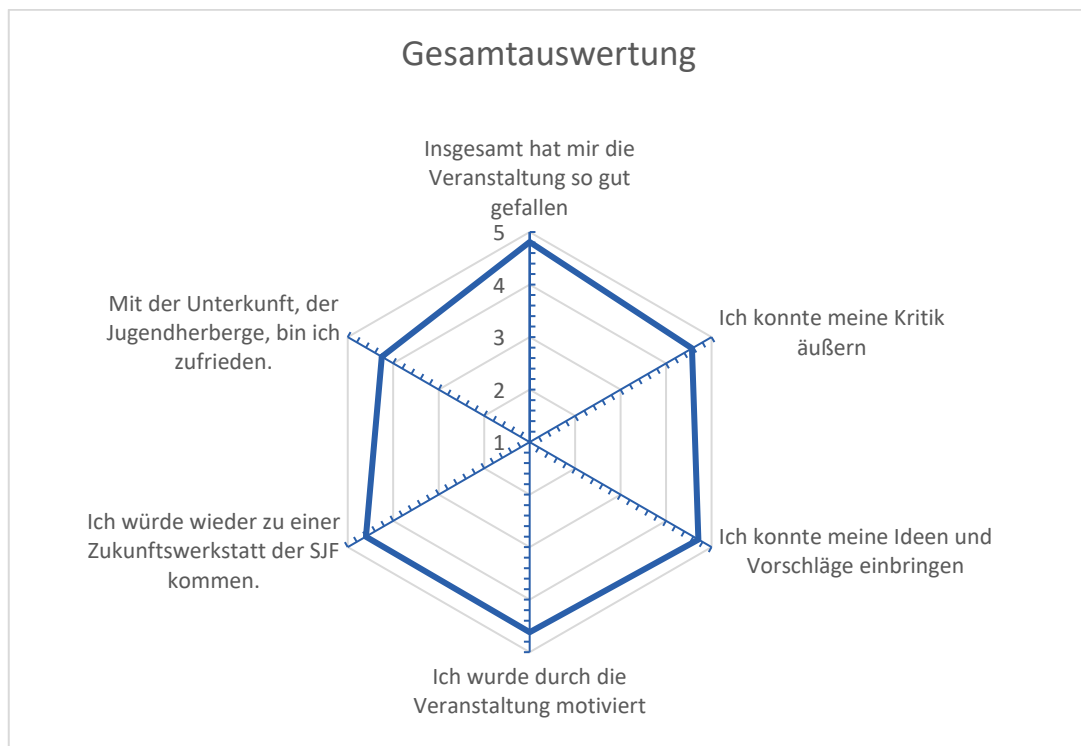 Gesamtauswertung
Insgesamt hat mir die
Veranstaltung so gut
gefallen
5
4
3
2
1
Ich konnte meine Kritik
äußern
Ich konnte meine Ideen und
Vorschläge einbringen
Ich wurde durch die
Veranstaltung motiviert
Ich würde wieder zu einer
Zukunftswerkstatt der SJF
kommen.
Mit der Unterkunft, der
Jugendherberge, bin ich
zufrieden.